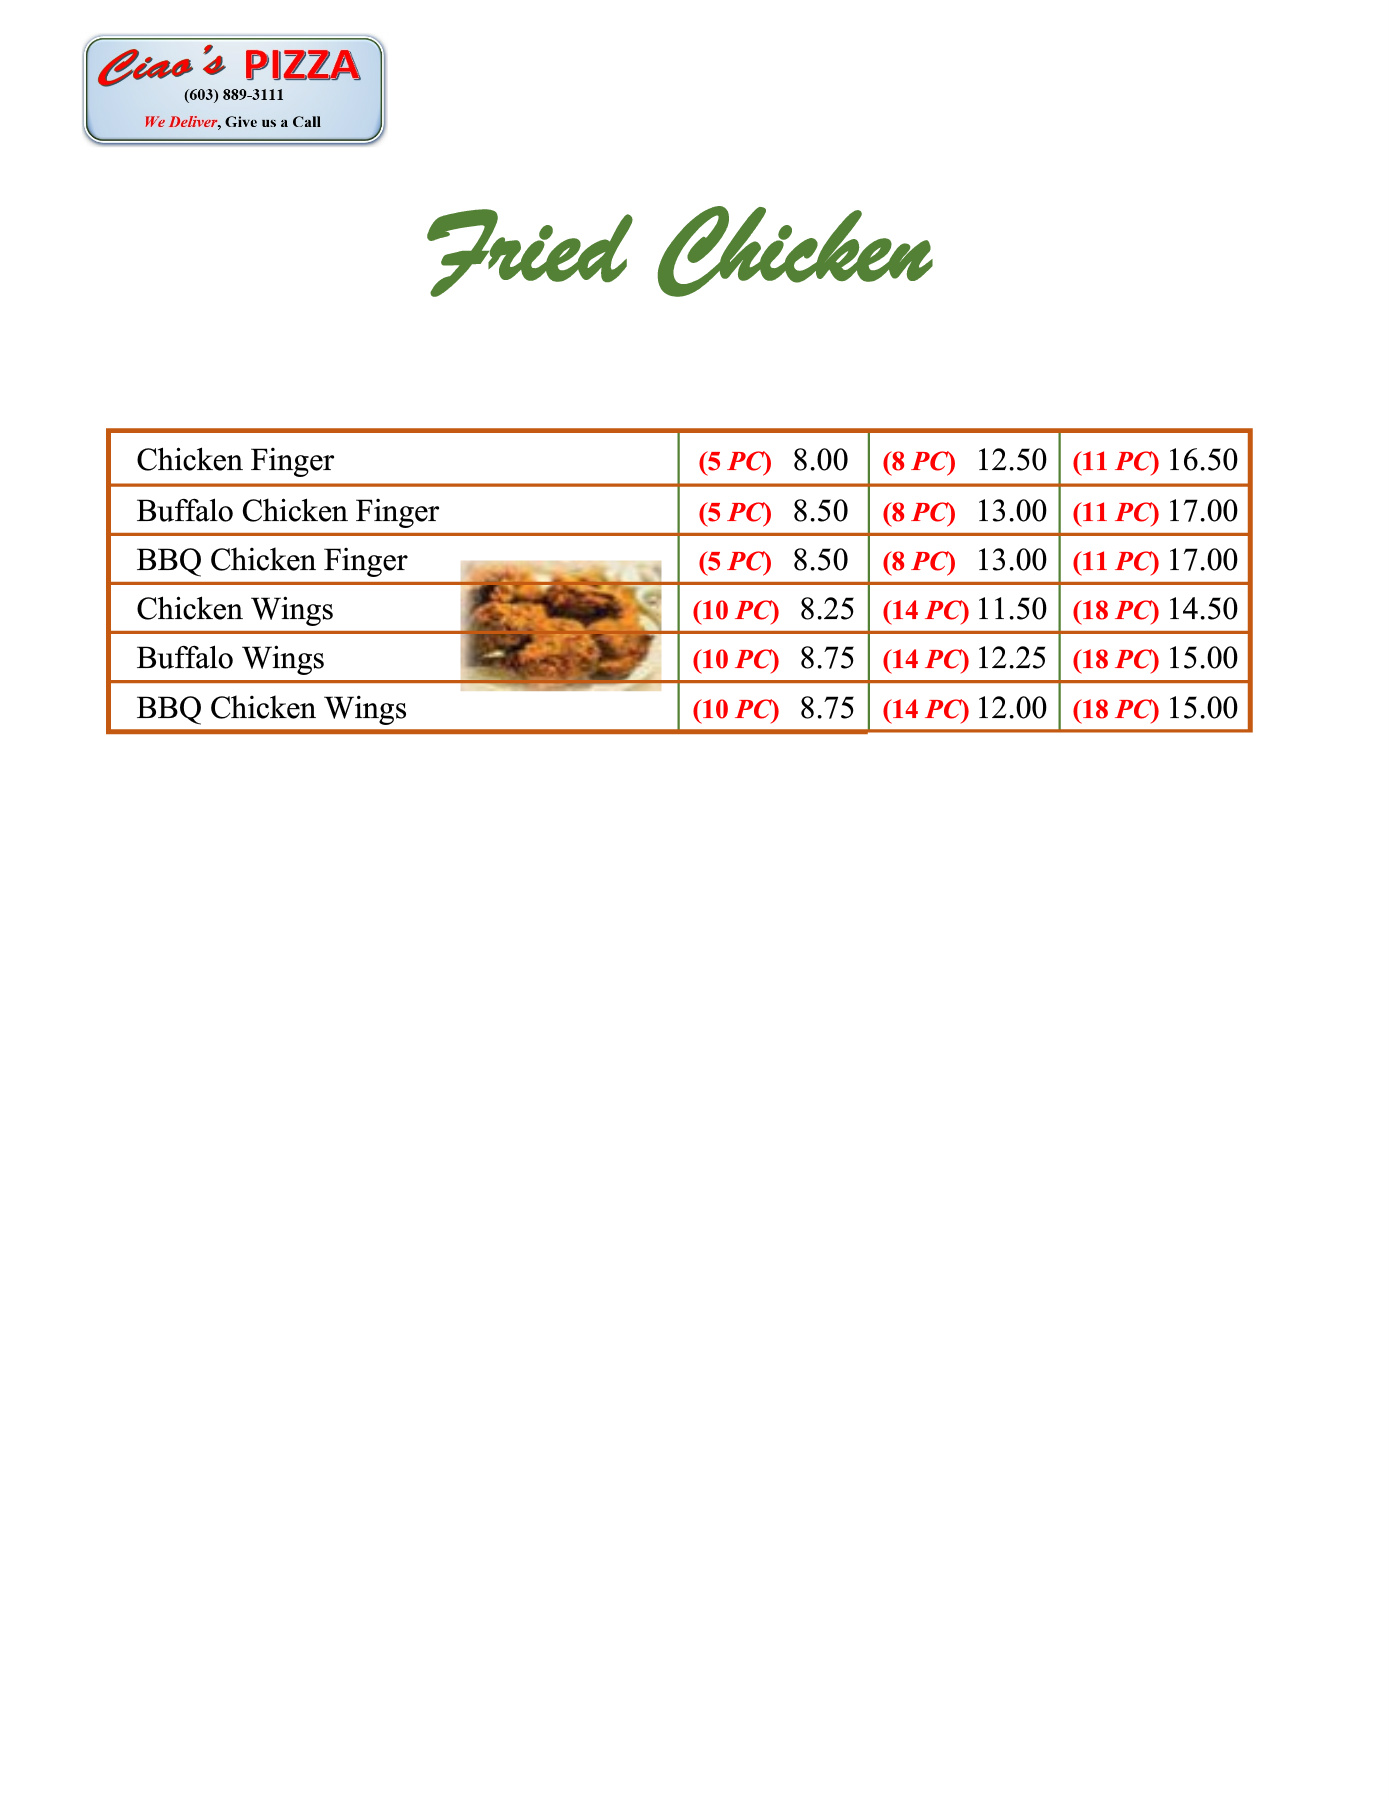 Ciao's PIZZA
(603) 889-3111
We Deliver, Give us a Call
Fried Chicken
Chicken Finger (5 PC) 8.00 (8 PC) 12.50 (11 PC) 16.50
Buffalo Chicken Finger (5 PC) 8.50 (8 PC) 13.00 (11 PC) 17.00
BBQ Chicken Finger (5 PC) 8.50 (8 PC) 13.00 (11 PC) 17.00
Chicken Wings (10 PC) 8.25 (14 PC) 11.50 (18 PC) 14.50
Buffalo Wings (10 PC) 8.75 (14 PC) 12.25 (18 PC) 15.00
BBQ Chicken Wings (10 PC) 8.75 (14 PC) 12.00 (18 PC) 15.00